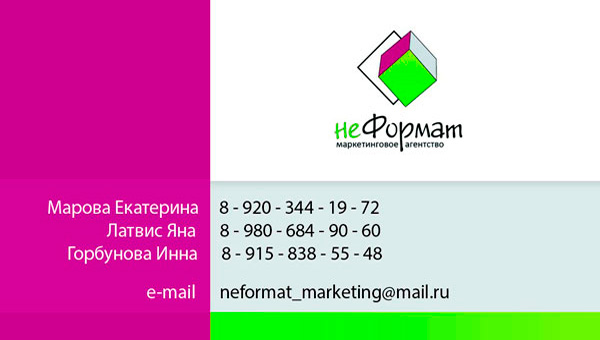 неФормат
маркетинговое агентство
Марова Екатерина 8 - 920 - 344 - 19 - 72
Латвис Яна 8 - 980 - 684 - 90 - 60
Горбунова Инна 8 - 915 - 838 - 55 - 48
e-mail neformat_marketing@mail.ru